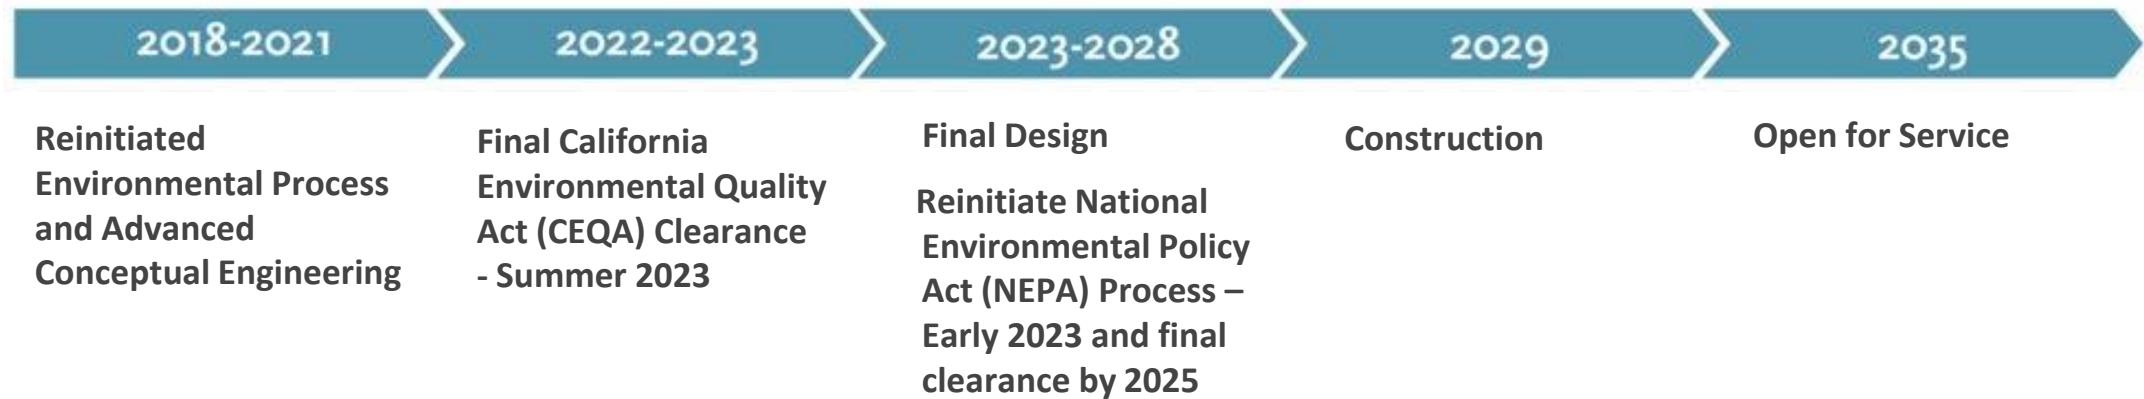 2018-2021
2022-2023
2023-2028
2029
2035
Reinitiated
Environmental Process
and Advanced
Conceptual Engineering
Final California
Environmental Quality
Act (CEQA) Clearance
- Summer 2023
Final Design
Reinitiate National
Environmental Policy
Act (NEPA) Process –
Early 2023 and final
clearance by 2025
Construction
Open for Service